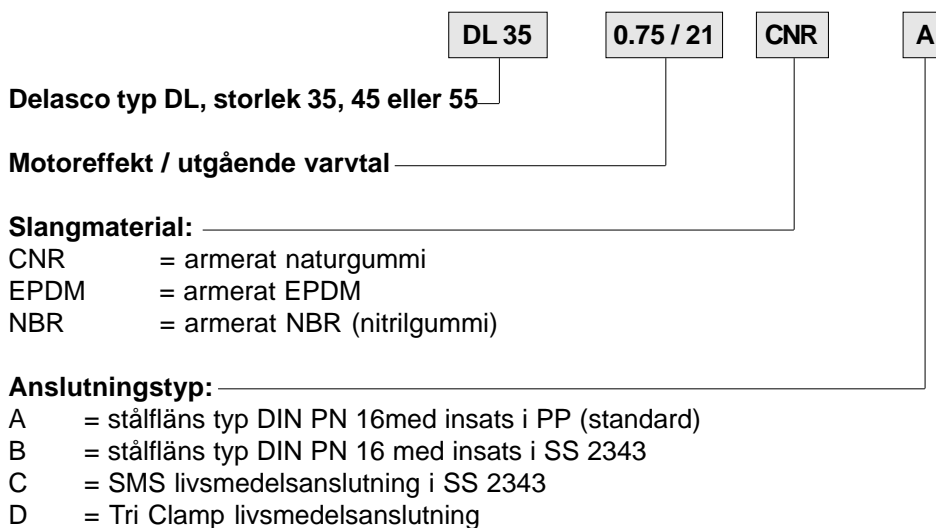 DL 35 0.75 / 21 CNR A
Delasco typ DL, storlek 35, 45 eller 55
Motoreffekt / utgående varvtal
Slangmaterial:
CNR = armerat naturgummi
EPDM = armerat EPDM
NBR = armerat NBR (nitrilgummi)
Anslutningstyp:
A = stålfläns typ DIN PN 16med insats i PP (standard)
B = stålfläns typ DIN PN 16 med insats i SS 2343
C = SMS livsmedelsanslutning i SS 2343
D = Tri Clamp livsmedelsanslutning